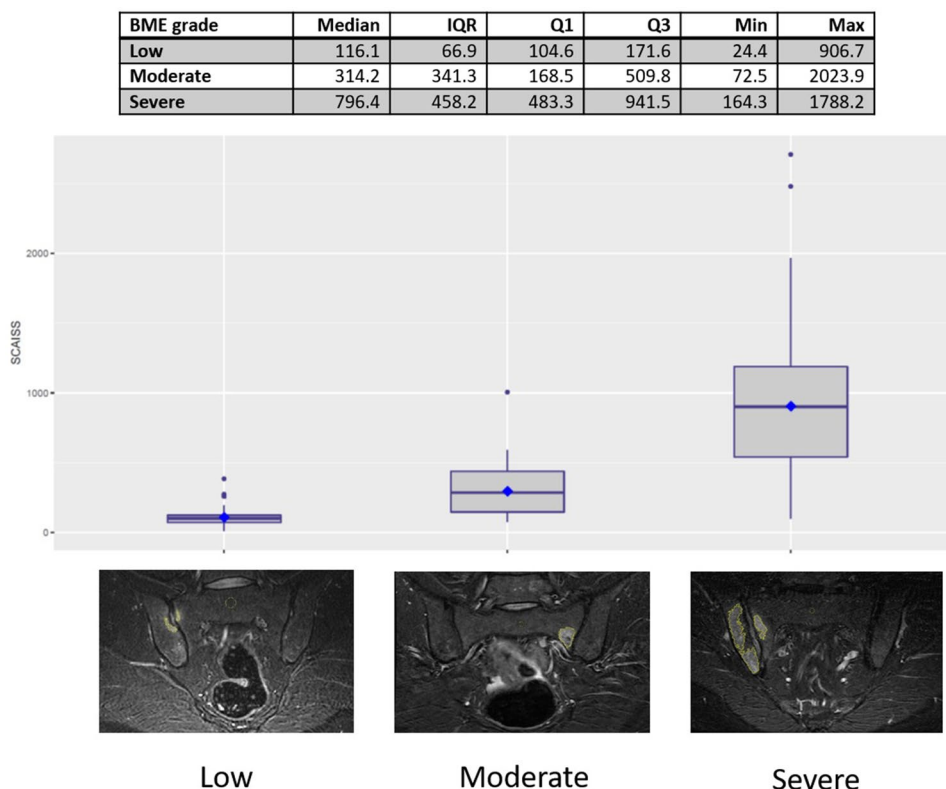 BME grade Median IQR Q1 Q3 Min Max
Low 116.1 66.9 104.6 171.6 24.4 906.7
Moderate 314.2 341.3 168.5 509.8 72.5 2023.9
Severe 796.4 458.2 483.3 941.5 164.3 1788.2
2000
SCAISS
1000
0
Low Moderate Severe